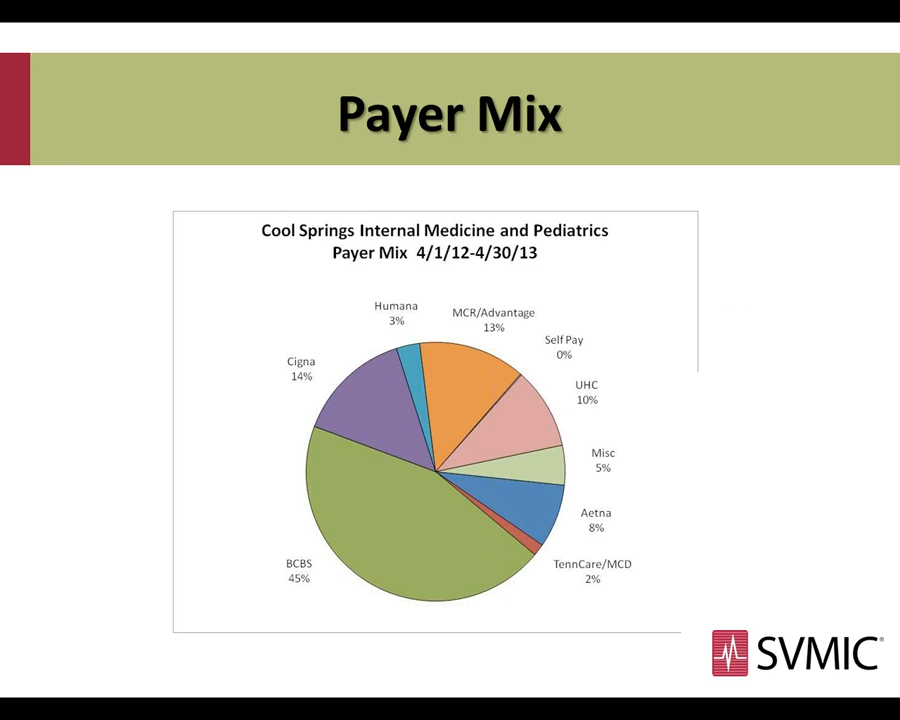 Payer Mix
Cool Springs Internal Medicine and Pediatrics
Payer Mix 4/1/12-4/30/13
Humana
3%
MCR/Advantage
13%
Self Pay
0%
Cigna
14%
UHC
10%
Misc
5%
Aetna
8%
BCBS
45%
TennCare/MCD
2%
SVMIC®